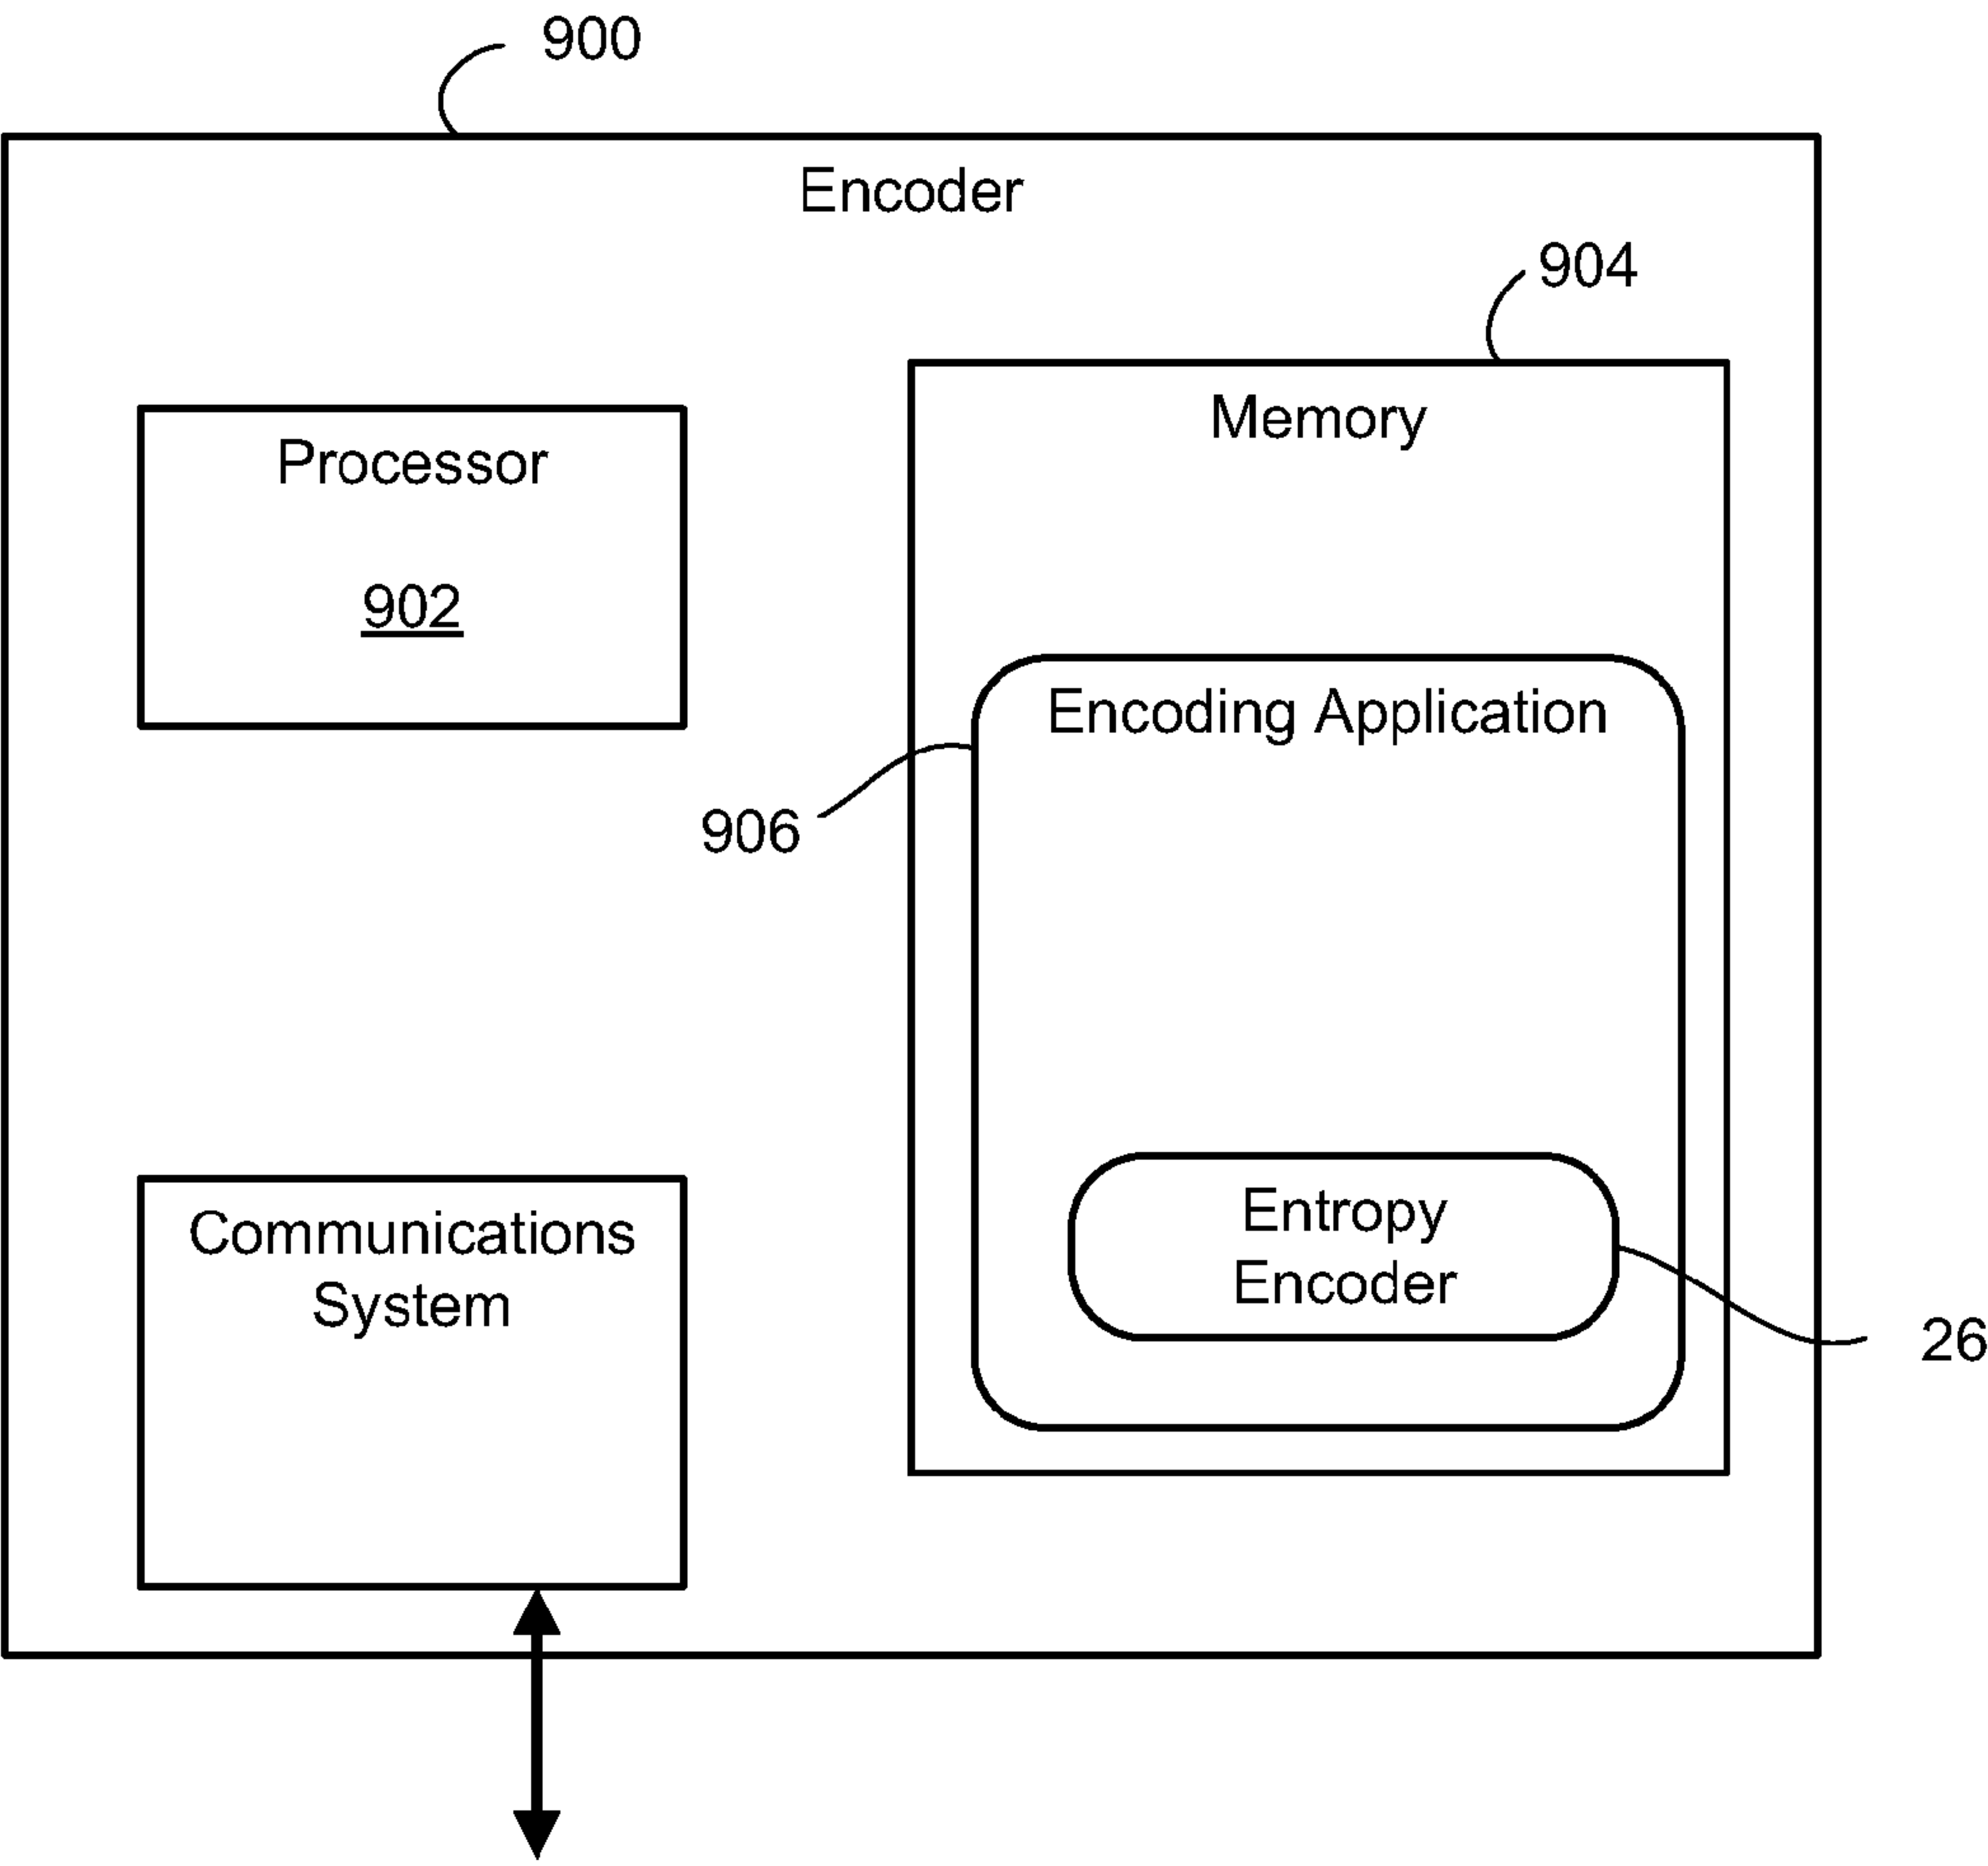 900
Encoder
904
Memory
Processor
902
Encoding Application
906
Entropy
Encoder
Communications
System
26